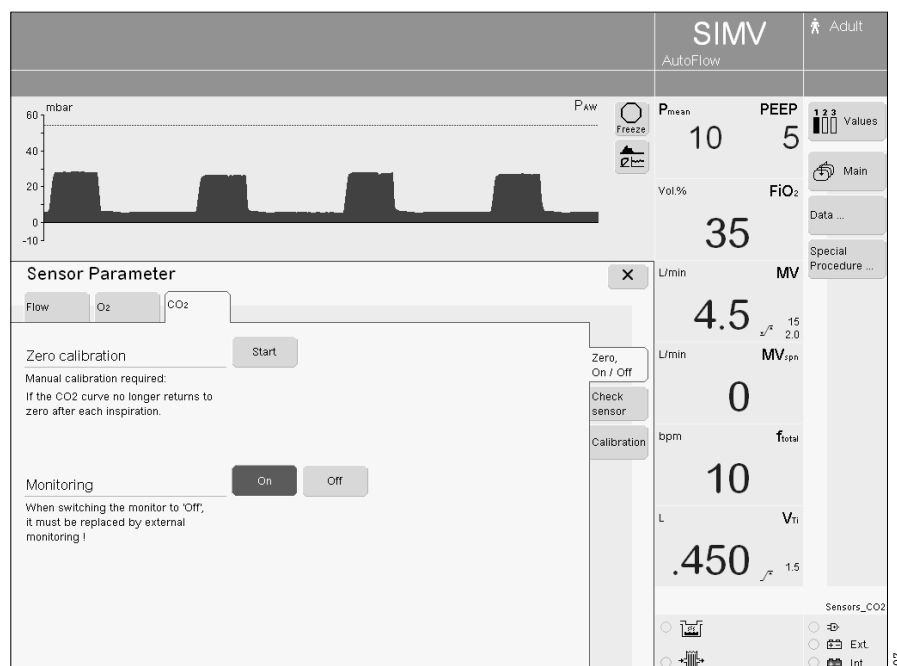 SIMV
AutoFlow
Adult
mbar
PAW
60
40
20
0
-10
Freeze
Pmean PEEP
10 5
1 2 3
Values
Main
Data ...
Special
Procedure ...
Vol.% FiO2
35
Sensor Parameter
Flow O2 CO2
Zero calibration
Start
Manual calibration required:
If the CO2 curve no longer returns to
zero after each inspiration.
Monitoring
On Off
When switching the monitor to 'Off',
it must be replaced by external
monitoring !
Zero,
On / Off
Check
sensor
Calibration
L/min MV
4.5 15
2.0
L/min MVspn
0
bpm ftotal
10
L VTi
.450 1.5
Sensors_CO2
Ext.
Int.